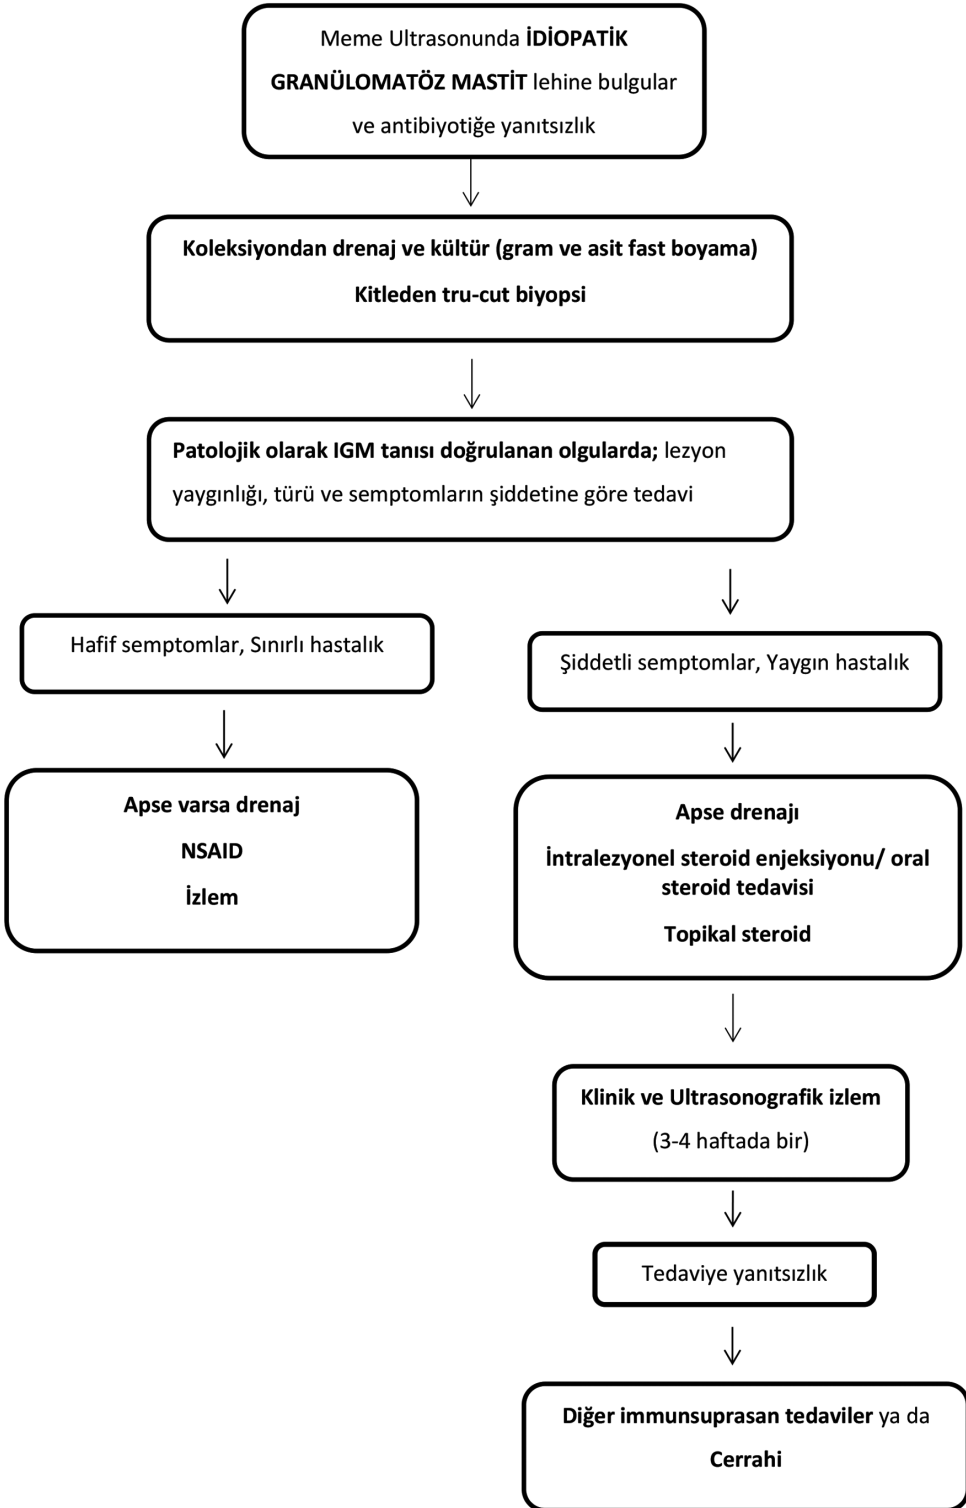 Meme Ultrasonunda İDİOPATİK
GRANÜLOMATÖZ MASTİT lehine bulgular
ve antibiyotiğe yanıtsızlık
Koleksiyondan drenaj ve kültür (gram ve asit fast boyama)
Kitleden tru-cut biyopsi
Patolojik olarak IGM tanısı doğrulanan olgularda; lezyon
yaygınlığı, türü ve semptomların şiddetine göre tedavi
Hafif semptomlar, Sınırlı hastalık
Apse varsa drenaj
NSAID
İzlem
Şiddetli semptomlar, Yaygın hastalık
Apse drenajı
İntralezyonel steroid enjeksiyonu/ oral
steroid tedavisi
Topikal steroid
Klinik ve Ultrasonografik izlem
(3-4 haftada bir)
Tedaviye yanıtsızlık
Diğer immunsuprasan tedaviler ya da
Cerrahi